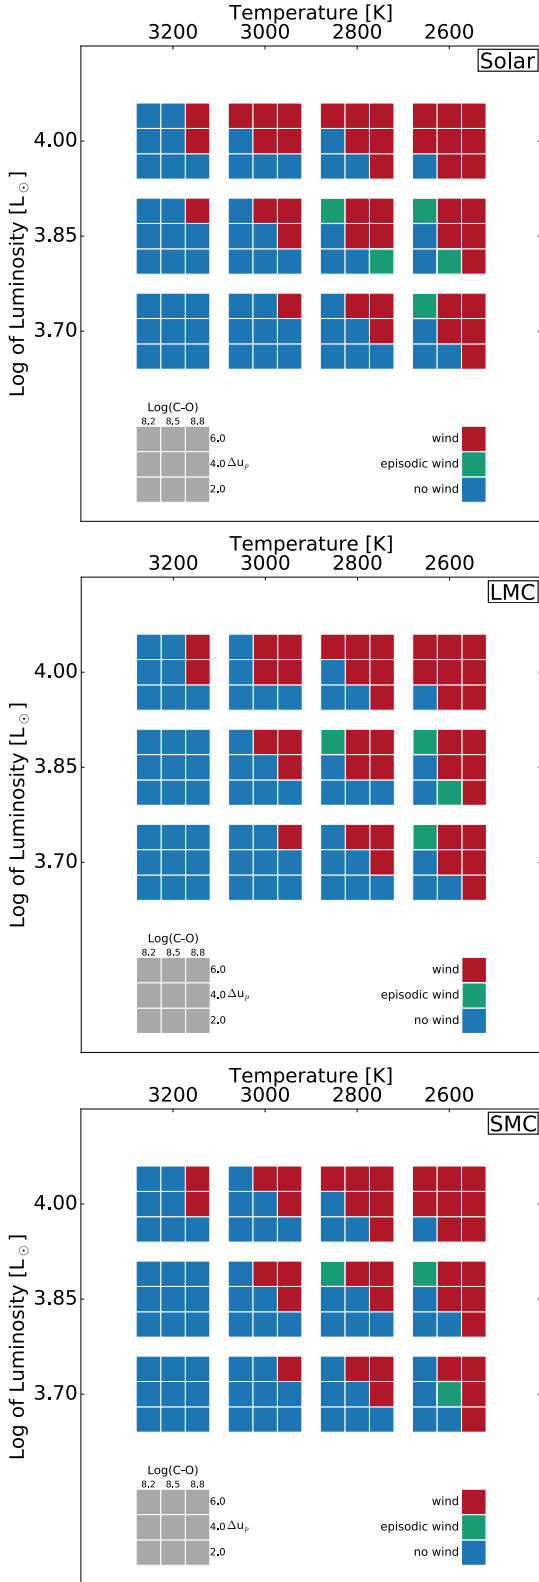 Temperature [K]
3200 3000 2800 2600
Solar
4.00
3.85
3.70
Log of Luminosity [L☉]
Log(C-O)
8.2 8.5 8.8
6.0
4.0 Δu_p
2.0
wind
episodic wind
no wind
Temperature [K]
3200 3000 2800 2600
LMC
4.00
3.85
3.70
Log of Luminosity [L☉]
Log(C-O)
8.2 8.5 8.8
6.0
4.0 Δu_p
2.0
wind
episodic wind
no wind
Temperature [K]
3200 3000 2800 2600
SMC
4.00
3.85
3.70
Log of Luminosity [L☉]
Log(C-O)
8.2 8.5 8.8
6.0
4.0 Δu_p
2.0
wind
episodic wind
no wind